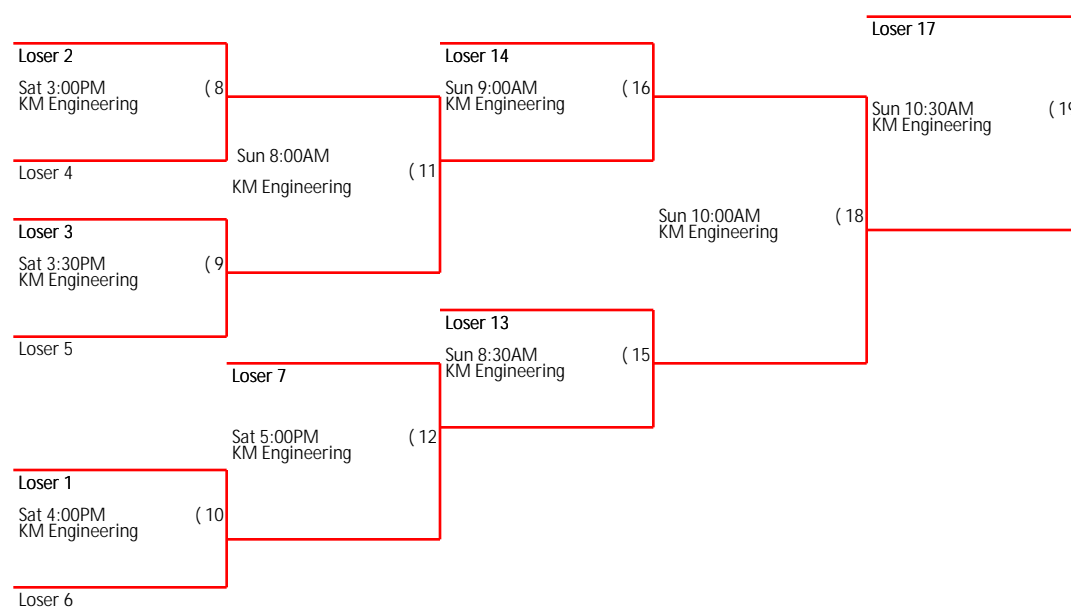 Loser 17
Loser 2
Loser 14
Sat 3:00PM
( 8
KM Engineering
Sun 9:00AM
( 16
KM Engineering
Sun 10:30AM
( 19
KM Engineering
Loser 4
Sun 8:00AM
( 11
KM Engineering
Loser 3
Sun 10:00AM
( 18
KM Engineering
Sat 3:30PM
( 9
KM Engineering
Loser 5
Loser 13
Sun 8:30AM
( 15
KM Engineering
Loser 7
Sat 5:00PM
( 12
KM Engineering
Loser 1
Sat 4:00PM
( 10
KM Engineering
Loser 6